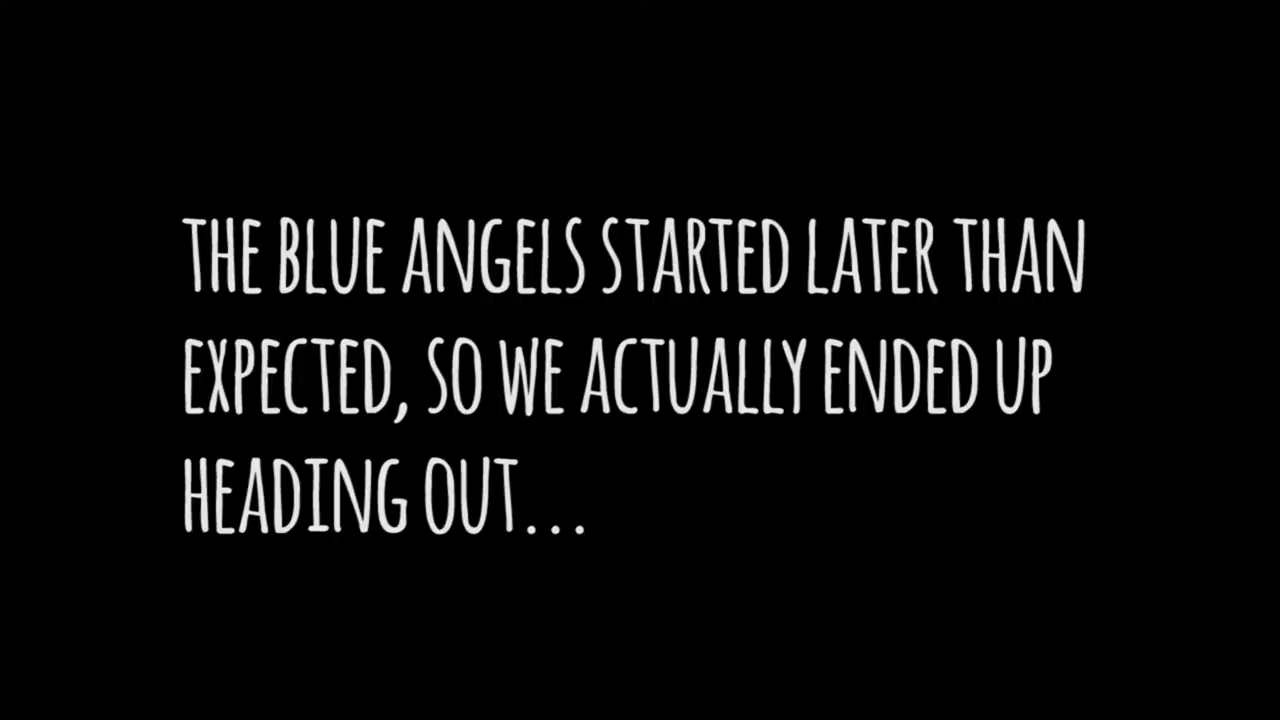 THE BLUE ANGELS STARTED LATER THAN
EXPECTED, SO WE ACTUALLY ENDED UP
HEADING OUT...